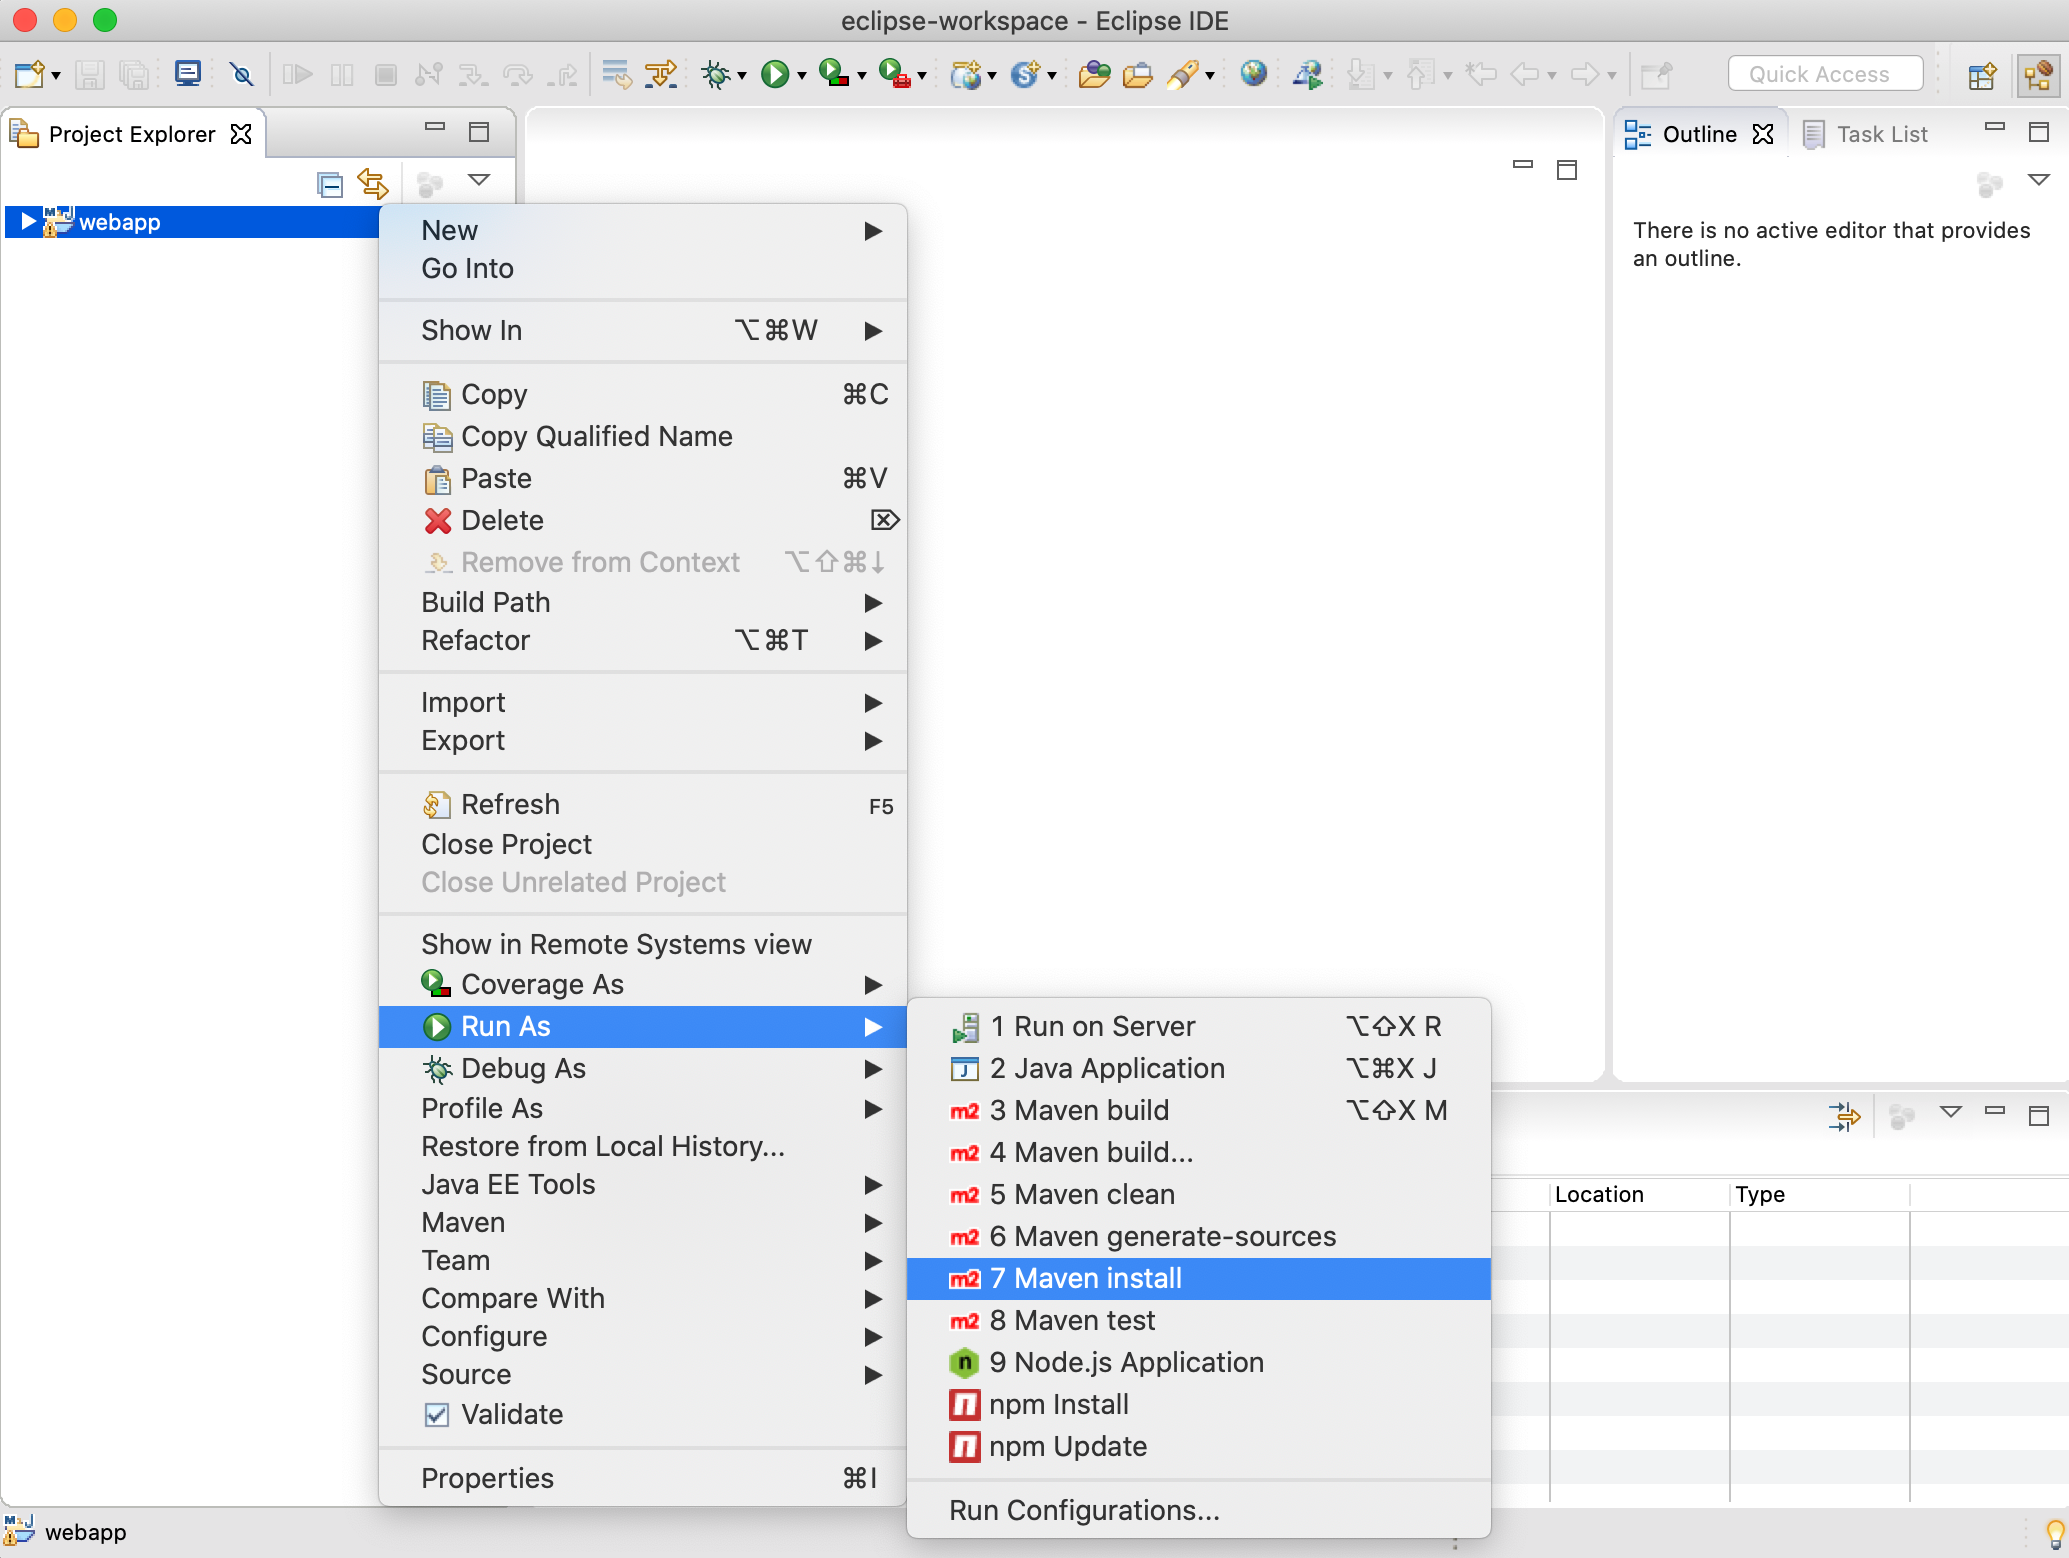 eclipse-workspace - Eclipse IDE
Quick Access
Project Explorer
Outline
Task List
webapp
There is no active editor that provides
an outline.
New
Go Into
Show In ⌥⌘W
Copy ⌘C
Copy Qualified Name
Paste ⌘V
Delete ⌦
Remove from Context ⌥⇧⌘↓
Build Path
Refactor ⌥⌘T
Import
Export
Refresh F5
Close Project
Close Unrelated Project
Show in Remote Systems view
Coverage As
Run As
Debug As
Profile As
Restore from Local History...
Java EE Tools
Maven
Team
Compare With
Configure
Source
Validate
Properties ⌘I
1 Run on Server ⌥⇧X R
2 Java Application ⌥⌘X J
m2 3 Maven build ⌥⇧X M
m2 4 Maven build...
m2 5 Maven clean
m2 6 Maven generate-sources
m2 7 Maven install
m2 8 Maven test
n 9 Node.js Application
n npm Install
n npm Update
Run Configurations...
Location Type
webapp